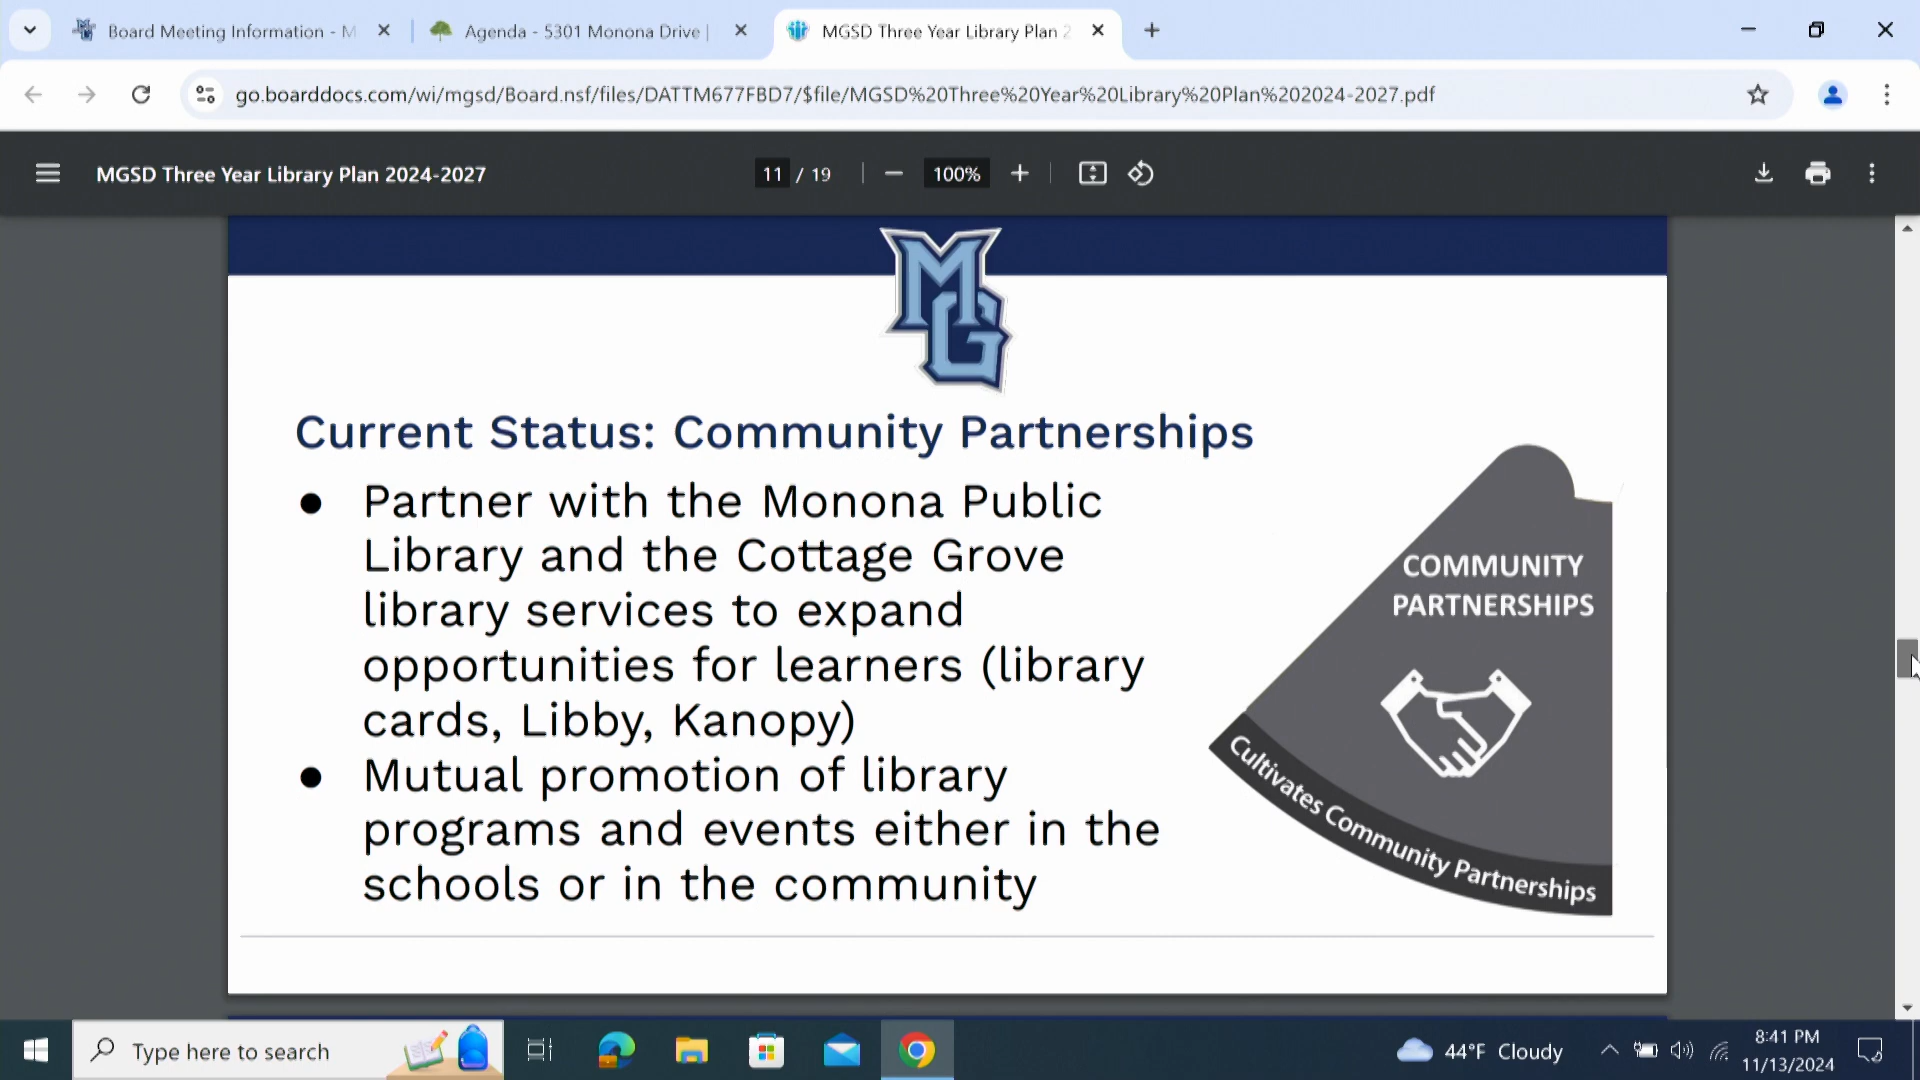 Board Meeting Information - M
Agenda - 5301 Monona Drive |
MGSD Three Year Library Plan 2
go.boarddocs.com/wi/mgsd/Board.nsf/files/DATTM677FBD7/$file/MGSD%20Three%20Year%20Library%20Plan%202024-2027.pdf
MGSD Three Year Library Plan 2024-2027
11 / 19
100%
MG
Current Status: Community Partnerships
● Partner with the Monona Public
Library and the Cottage Grove
library services to expand
opportunities for learners (library
cards, Libby, Kanopy)
● Mutual promotion of library
programs and events either in the
schools or in the community
COMMUNITY
PARTNERSHIPS
Cultivates Community Partnerships
Type here to search
44°F Cloudy
8:41 PM
11/13/2024